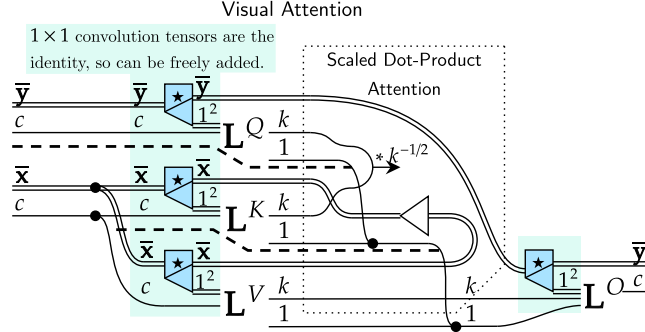 Visual Attention
1 × 1 convolution tensors are the
identity, so can be freely added.
Scaled Dot-Product
Attention
y̅ y̅ ★ y̅
c c 1² L Q k
1 * k^{-1/2}
x̅ ★ x̅
c c 1² L K k
1
x̅ ★ x̅ ★ y̅
c 1² L V k k 1² L O c
1 1